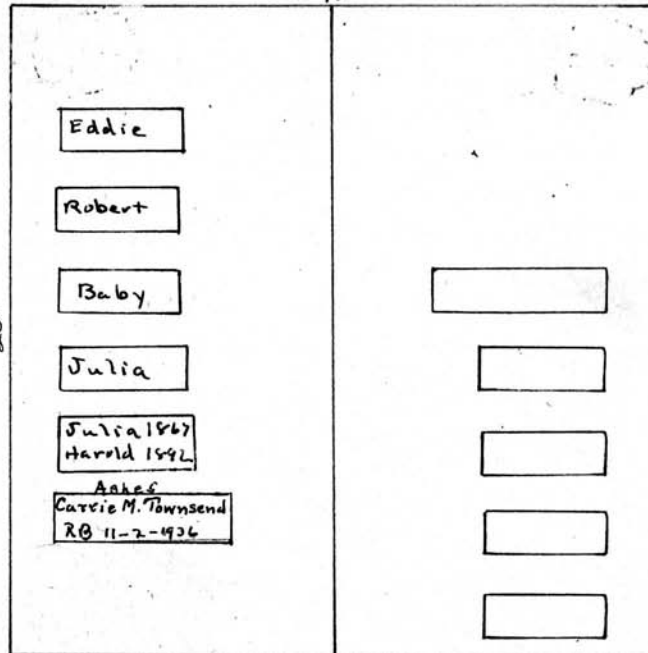 Eddie
Robert
Baby
Julia
Julia 1867
Harold 1892
Ashes
Carrie M. Townsend
RB 11-2-1936